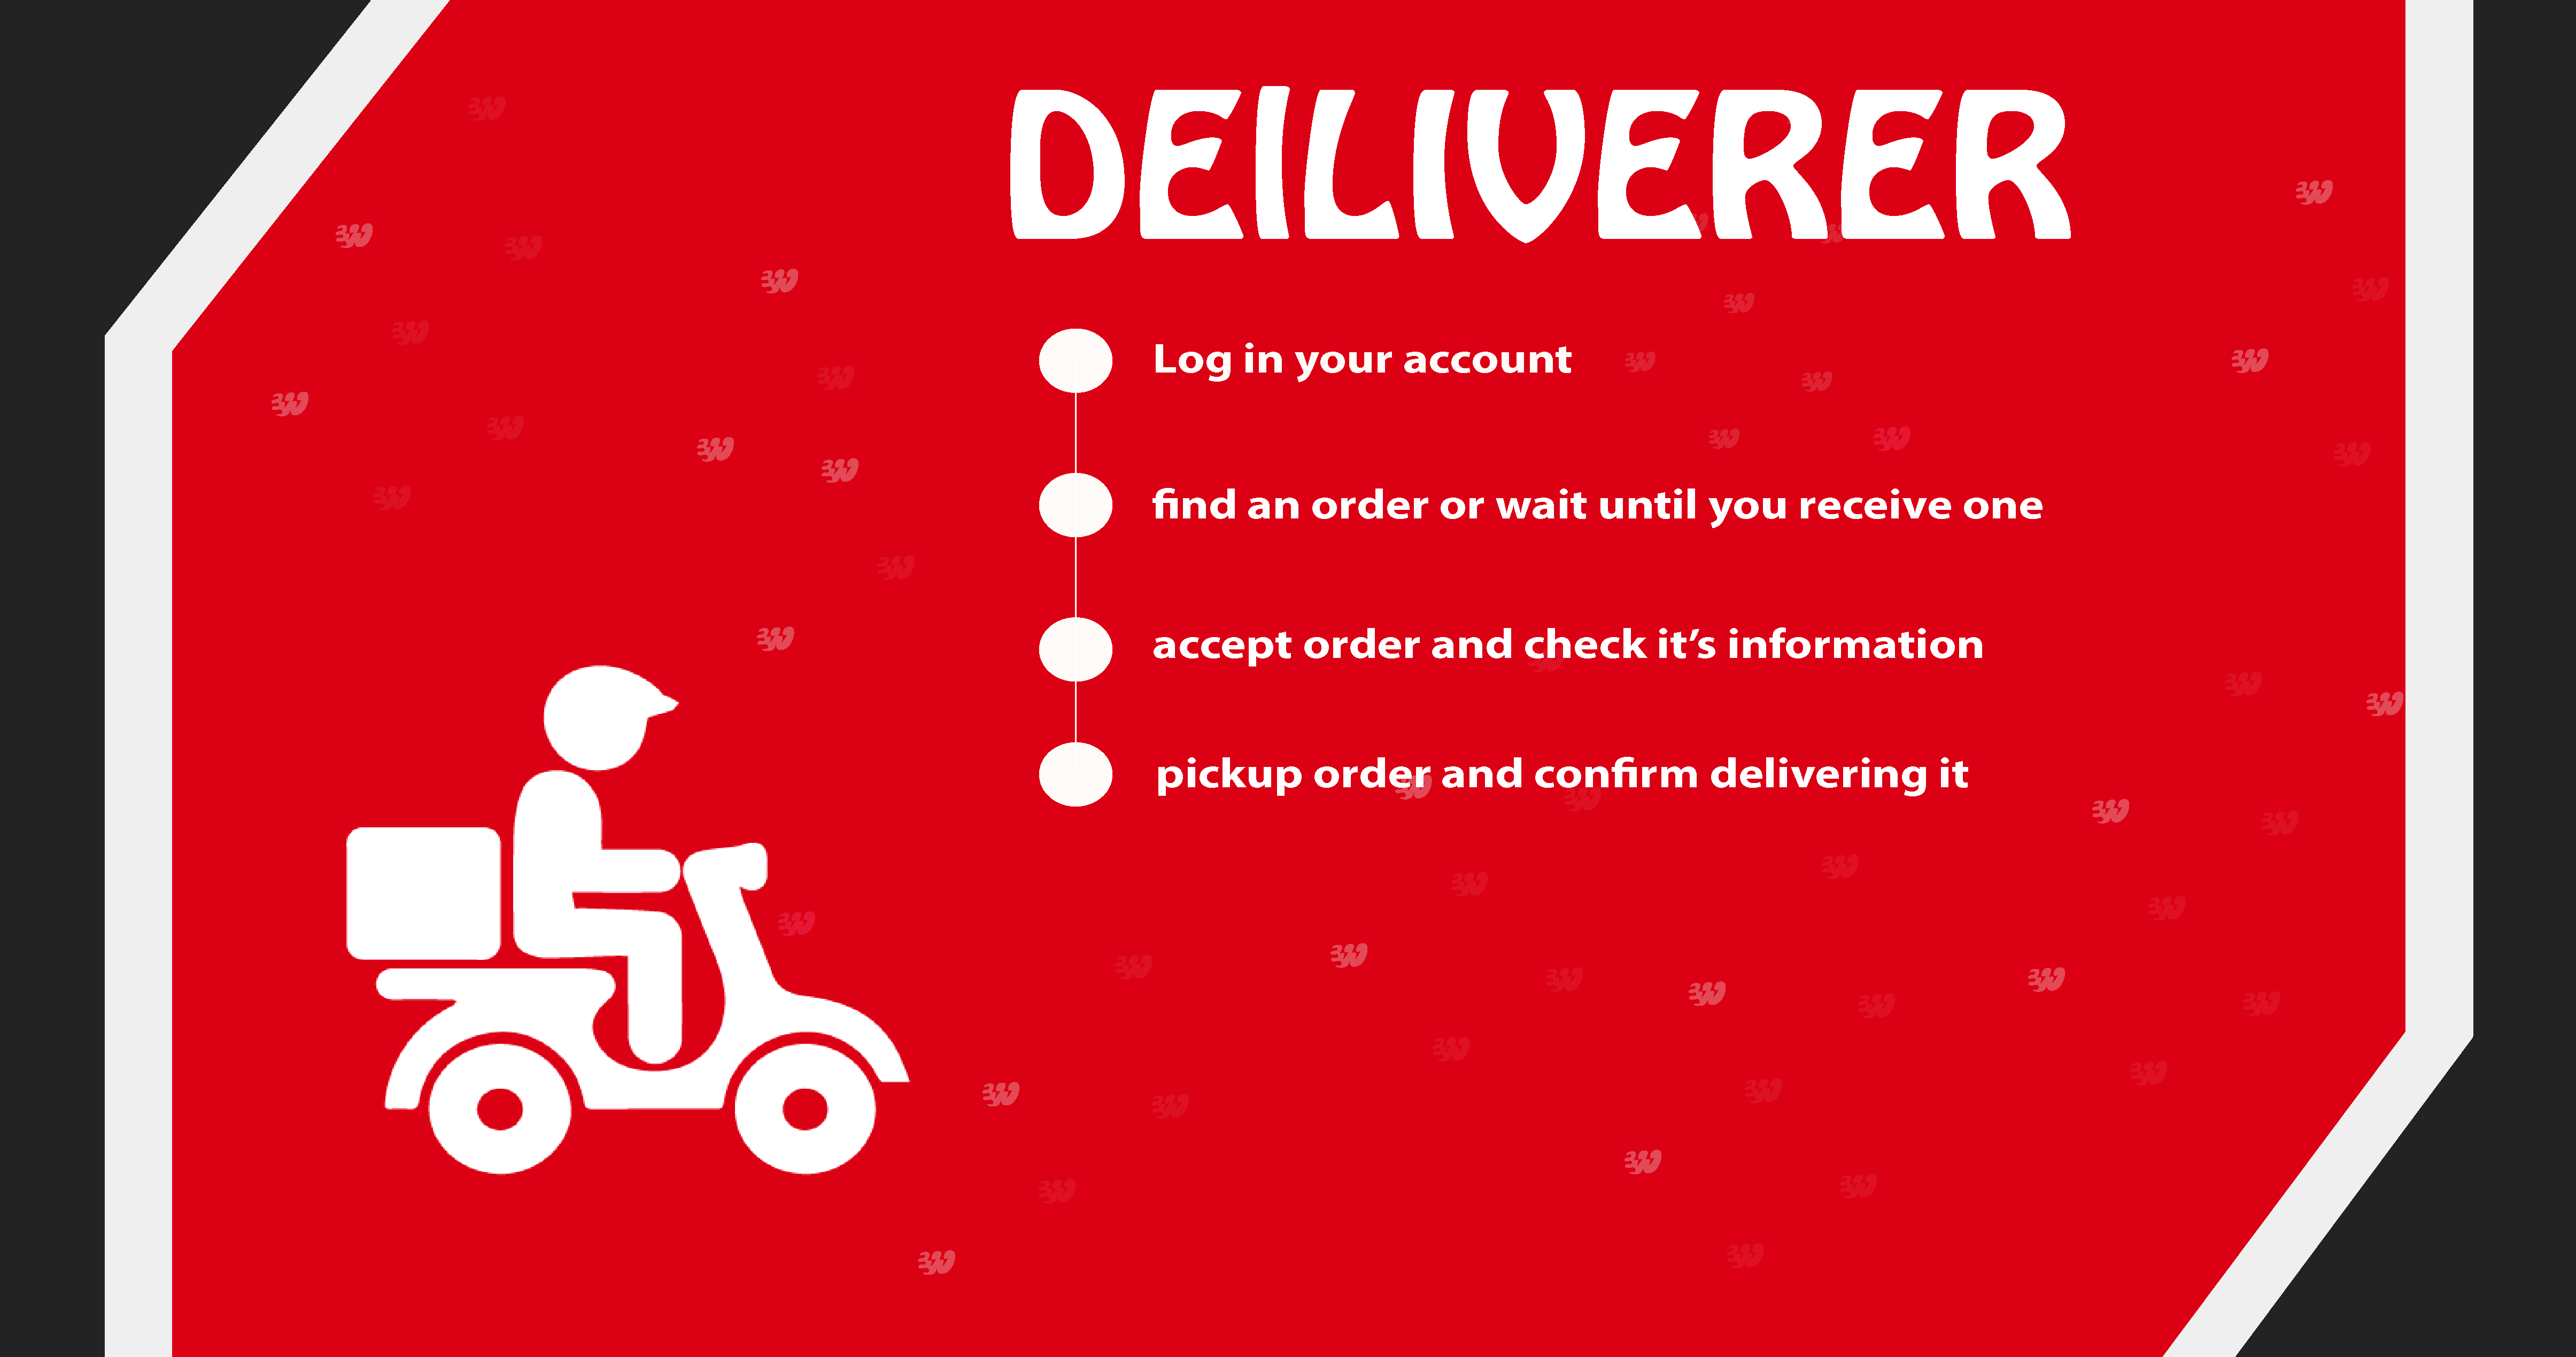 DEILIVERER
Log in your account
find an order or wait until you receive one
accept order and check it’s information
pickup order and confirm delivering it